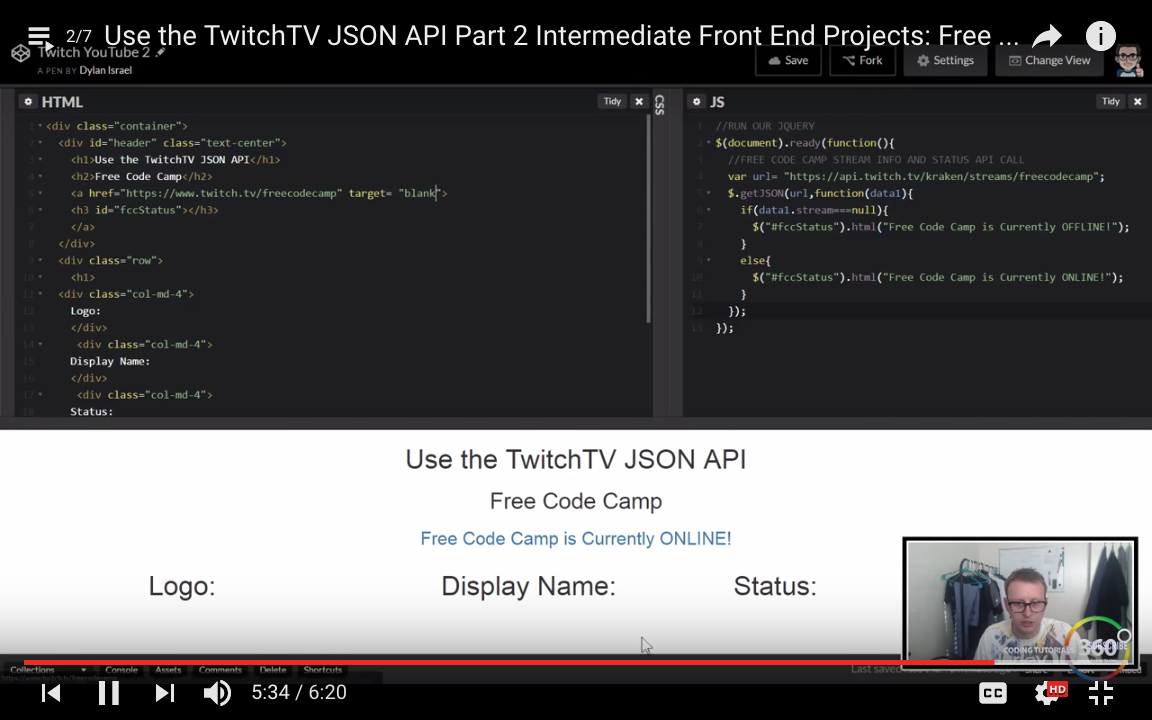 2/7 Use the TwitchTV JSON API Part 2 Intermediate Front End Projects: Free ...
Twitch YouTube 2
A PEN BY Dylan Israel
Save Fork Settings Change View
HTML Tidy
1 <div class="container">
2 <div id="header" class="text-center">
3 <h1>Use the TwitchTV JSON API</h1>
4 <h2>Free Code Camp</h2>
5 <a href="https://www.twitch.tv/freecodecamp" target= "blank">
6 <h3 id="fccStatus"></h3>
7 </a>
8 </div>
9 <div class="row">
10 <h1>
11 <div class="col-md-4">
12 Logo:
13 </div>
14 <div class="col-md-4">
15 Display Name:
16 </div>
17 <div class="col-md-4">
18 Status:
CSS
JS Tidy
1 //RUN OUR JQUERY
2 $(document).ready(function(){
3 //FREE CODE CAMP STREAM INFO AND STATUS API CALL
4 var url= "https://api.twitch.tv/kraken/streams/freecodecamp";
5 $.getJSON(url,function(data1){
6 if(data1.stream===null){
7 $("#fccStatus").html("Free Code Camp is Currently OFFLINE!");
8 }
9 else{
10 $("#fccStatus").html("Free Code Camp is Currently ONLINE!");
11 }
12 });
13 });
Use the TwitchTV JSON API
Free Code Camp
Free Code Camp is Currently ONLINE!
Logo: Display Name: Status:
CODING TUTORIALS 360
SUBSCRIBE
Collections Console Assets Comments Delete Shortcuts
Last saved
5:34 / 6:20
CC HD